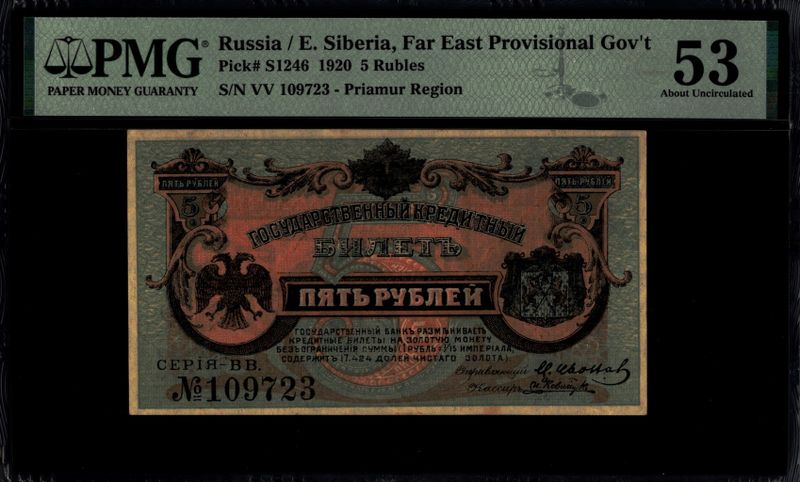 PMG®
PAPER MONEY GUARANTY
Russia / E. Siberia, Far East Provisional Gov't
Pick# S1246 1920 5 Rubles
S/N VV 109723 - Priamur Region
53
About Uncirculated
ПЯТЬ РУБЛЕЙ
5
ПЯТЬ РУБЛЕЙ
5
ГОСУДАРСТВЕННЫЙ КРЕДИТНЫЙ
БИЛЕТЪ
5
ПЯТЬ РУБЛЕЙ
ГОСУДАРСТВЕННЫЙ БАНКЪ РАЗМѢНИВАЕТЪ
КРЕДИТНЫЕ БИЛЕТЫ НА ЗОЛОТУЮ МОНЕТУ
БЕЗЪ ОГРАНИЧЕНІЯ СУММЫ (1 РУБЛЬ=1/15 ИМПЕРІАЛА,
СОДЕРЖИТЪ 17.424 ДОЛЕЙ ЧИСТАГО ЗОЛОТА).
СЕРІЯ-ВВ.
№109723
Управляющій
Кассиръ